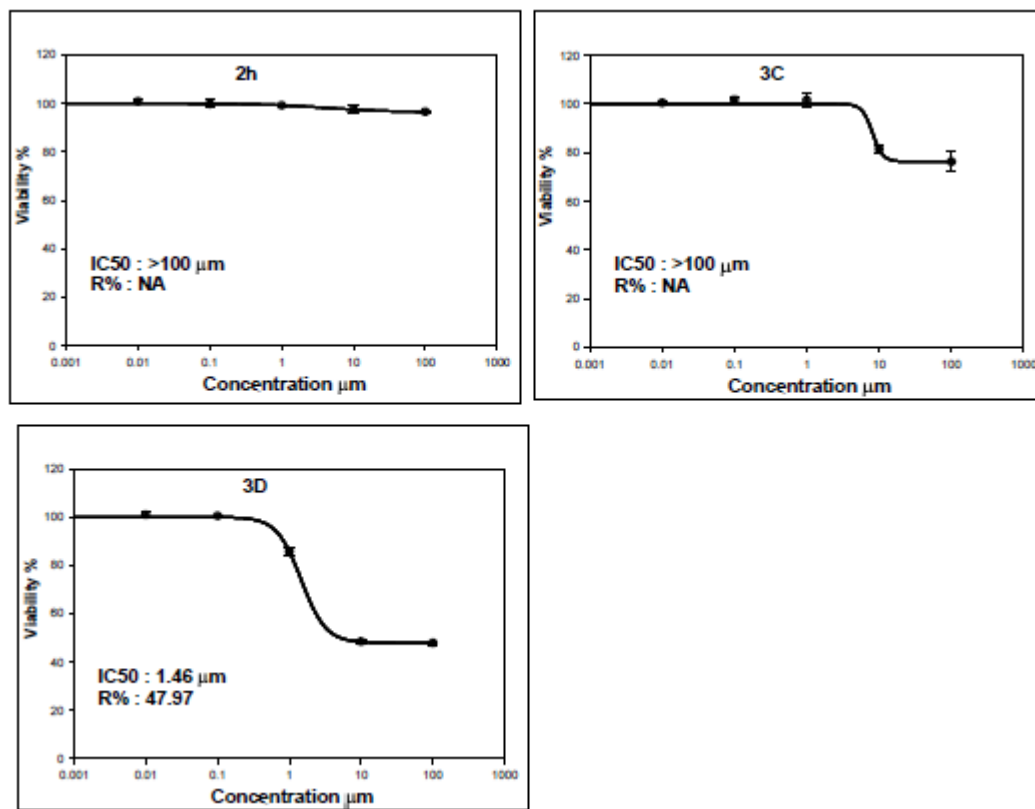 2h
Viability %
120
100
80
60
40
20
0
IC50 : >100 μm
R% : NA
0.001 0.01 0.1 1 10 100 1000
Concentration μm
3C
Viability %
120
100
80
60
40
20
0
IC50 : >100 μm
R% : NA
0.001 0.01 0.1 1 10 100 1000
Concentration μm
3D
Viability %
120
100
80
60
40
20
0
IC50 : 1.46 μm
R% : 47.97
0.001 0.01 0.1 1 10 100 1000
Concentration μm